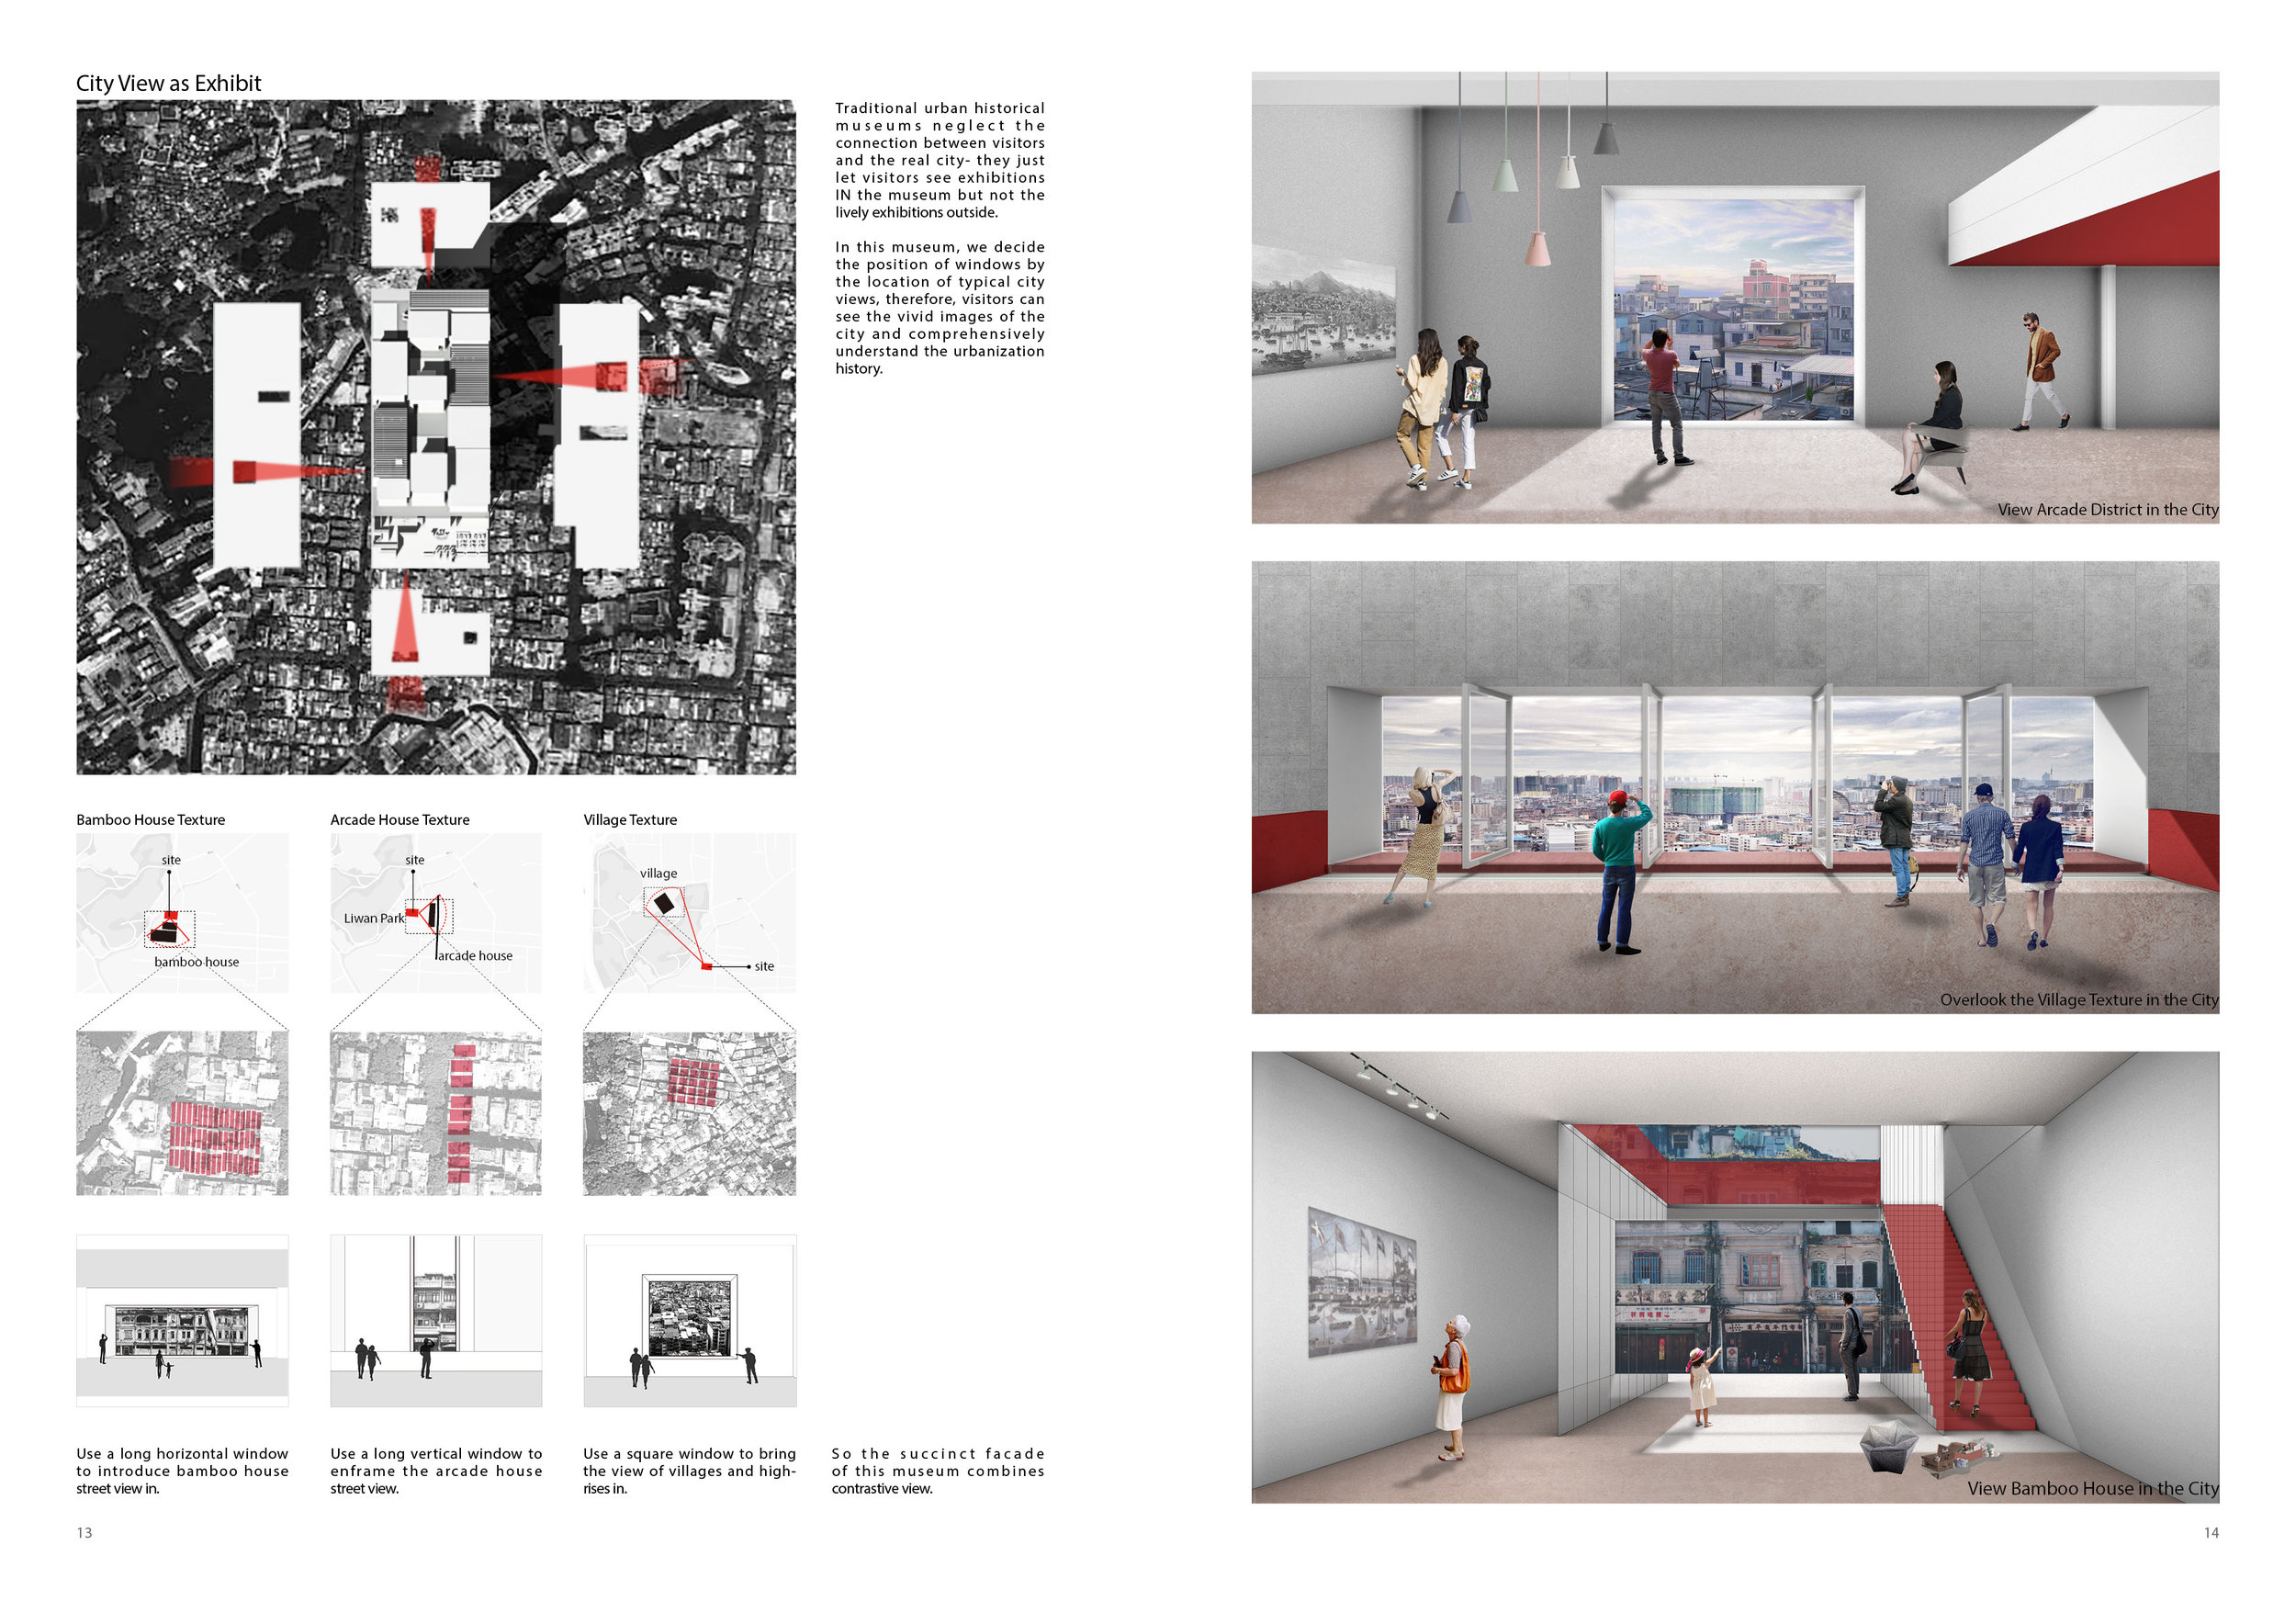 City View as Exhibit
Traditional urban historical
museums neglect the
connection between visitors
and the real city- they just
let visitors see exhibitions
IN the museum but not the
lively exhibitions outside.
In this museum, we decide
the position of windows by
the location of typical city
views, therefore, visitors can
see the vivid images of the
city and comprehensively
understand the urbanization
history.
Bamboo House Texture
site
bamboo house
Arcade House Texture
site
Liwan Park
arcade house
Village Texture
village
site
Use a long horizontal window
to introduce bamboo house
street view in.
Use a long vertical window to
enframe the arcade house
street view.
Use a square window to bring
the view of villages and high-
rises in.
So the succinct facade
of this museum combines
contrastive view.
13
View Arcade District in the City
Overlook the Village Texture in the City
View Bamboo House in the City
14